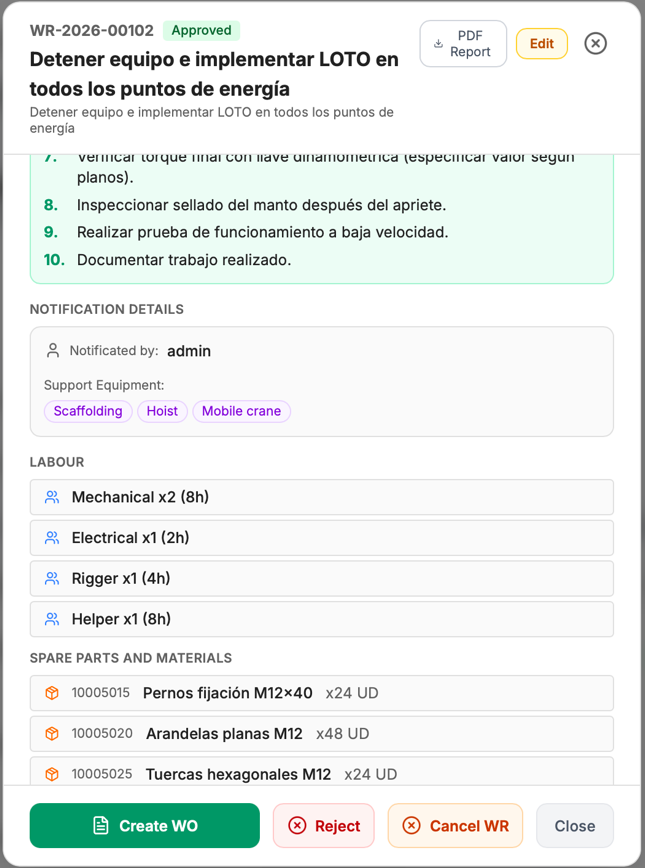 WR-2026-00102 Approved
Detener equipo e implementar LOTO en
todos los puntos de energía
Detener equipo e implementar LOTO en todos los puntos de
energía
PDF
Report
Edit
7. Verificar torque final con llave dinamométrica (especificar valor según
planos).
8. Inspeccionar sellado del manto después del apriete.
9. Realizar prueba de funcionamiento a baja velocidad.
10. Documentar trabajo realizado.
NOTIFICATION DETAILS
Notificated by: admin
Support Equipment:
Scaffolding Hoist Mobile crane
LABOUR
Mechanical x2 (8h)
Electrical x1 (2h)
Rigger x1 (4h)
Helper x1 (8h)
SPARE PARTS AND MATERIALS
10005015 Pernos fijación M12×40 x24 UD
10005020 Arandelas planas M12 x48 UD
10005025 Tuercas hexagonales M12 x24 UD
Create WO Reject Cancel WR Close